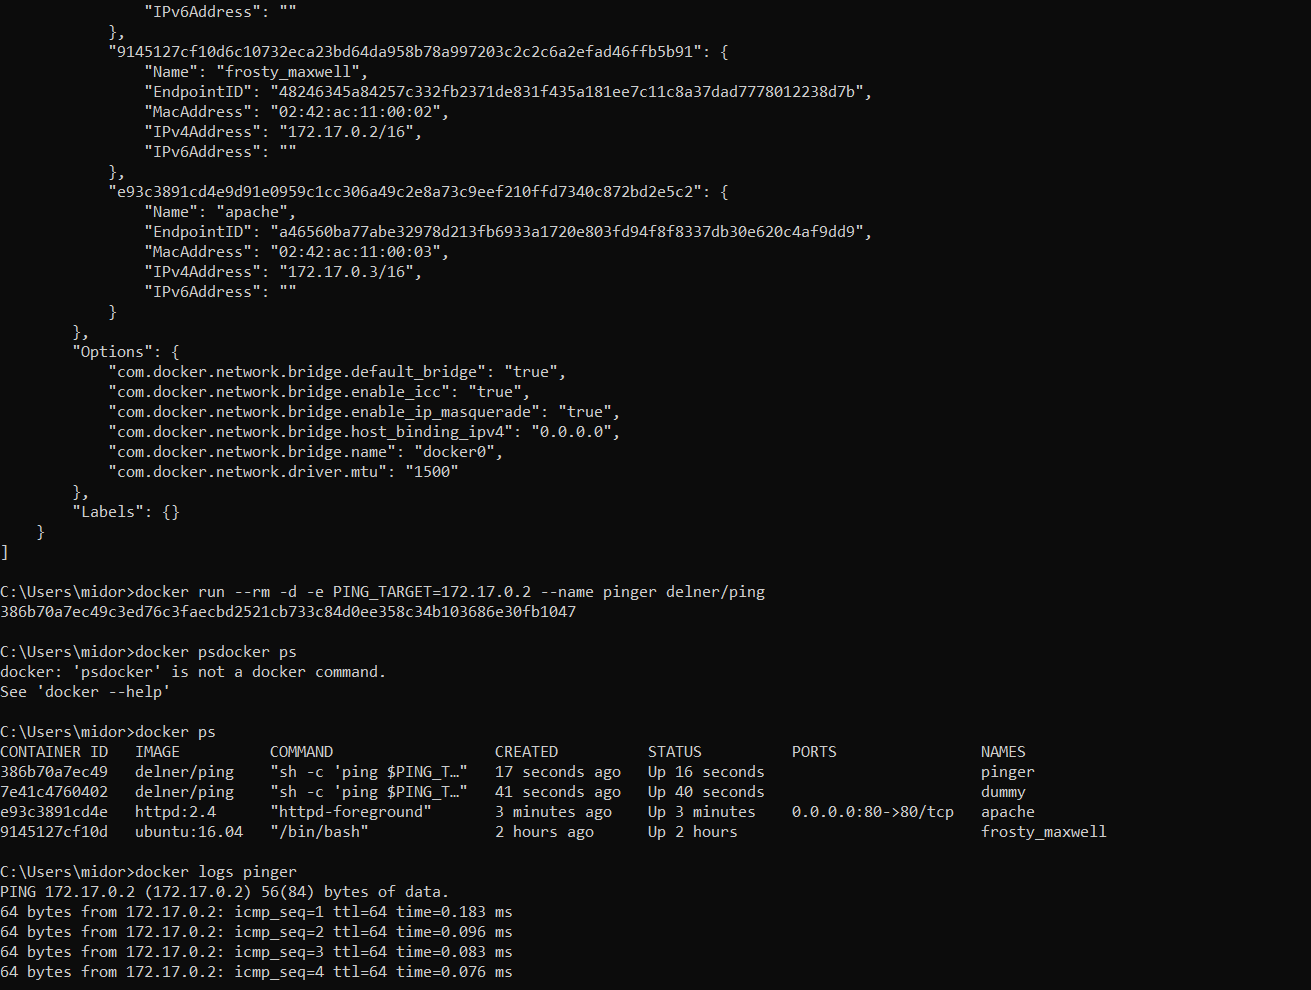 "IPv6Address": ""
            },
            "9145127cf10d6c10732eca23bd64da958b78a997203c2c2c6a2efad46ffb5b91": {
                "Name": "frosty_maxwell",
                "EndpointID": "48246345a84257c332fb2371de831f435a181ee7c11c8a37dad7778012238d7b",
                "MacAddress": "02:42:ac:11:00:02",
                "IPv4Address": "172.17.0.2/16",
                "IPv6Address": ""
            },
            "e93c3891cd4e9d91e0959c1cc306a49c2e8a73c9eef210ffd7340c872bd2e5c2": {
                "Name": "apache",
                "EndpointID": "a46560ba77abe32978d213fb6933a1720e803fd94f8f8337db30e620c4af9dd9",
                "MacAddress": "02:42:ac:11:00:03",
                "IPv4Address": "172.17.0.3/16",
                "IPv6Address": ""
            }
        },
        "Options": {
            "com.docker.network.bridge.default_bridge": "true",
            "com.docker.network.bridge.enable_icc": "true",
            "com.docker.network.bridge.enable_ip_masquerade": "true",
            "com.docker.network.bridge.host_binding_ipv4": "0.0.0.0",
            "com.docker.network.bridge.name": "docker0",
            "com.docker.network.driver.mtu": "1500"
        },
        "Labels": {}
    }
]

C:\Users\midor>docker run --rm -d -e PING_TARGET=172.17.0.2 --name pinger delner/ping
386b70a7ec49c3ed76c3faecbd2521cb733c84d0ee358c34b103686e30fb1047

C:\Users\midor>docker psdocker ps
docker: 'psdocker' is not a docker command.
See 'docker --help'

C:\Users\midor>docker ps
CONTAINER ID   IMAGE          COMMAND                  CREATED          STATUS          PORTS                NAMES
386b70a7ec49   delner/ping    "sh -c 'ping $PING_T…"   17 seconds ago   Up 16 seconds                        pinger
7e41c4760402   delner/ping    "sh -c 'ping $PING_T…"   41 seconds ago   Up 40 seconds                        dummy
e93c3891cd4e   httpd:2.4      "httpd-foreground"       3 minutes ago    Up 3 minutes    0.0.0.0:80->80/tcp   apache
9145127cf10d   ubuntu:16.04   "/bin/bash"              2 hours ago      Up 2 hours                           frosty_maxwell

C:\Users\midor>docker logs pinger
PING 172.17.0.2 (172.17.0.2) 56(84) bytes of data.
64 bytes from 172.17.0.2: icmp_seq=1 ttl=64 time=0.183 ms
64 bytes from 172.17.0.2: icmp_seq=2 ttl=64 time=0.096 ms
64 bytes from 172.17.0.2: icmp_seq=3 ttl=64 time=0.083 ms
64 bytes from 172.17.0.2: icmp_seq=4 ttl=64 time=0.076 ms